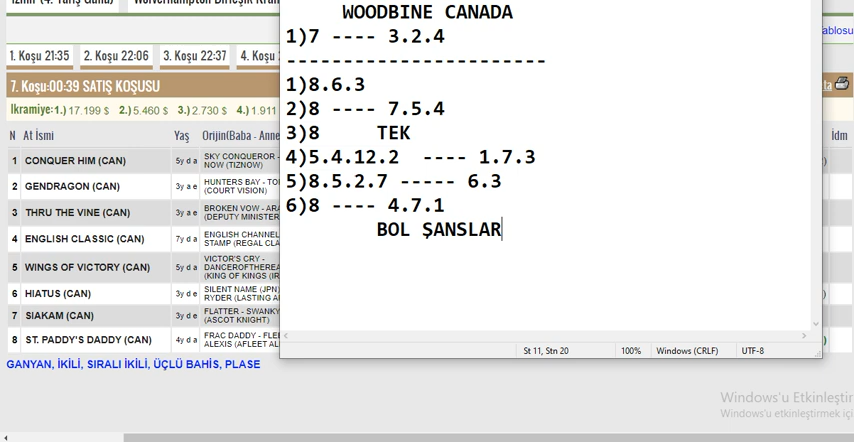 WOODBINE CANADA
1)7 ---- 3.2.4
-----------------------
1)8.6.3
2)8 ---- 7.5.4
3)8 TEK
4)5.4.12.2 ---- 1.7.3
5)8.5.2.7 ----- 6.3
6)8 ---- 4.7.1
BOL ŞANSLAR
St 11, Stn 20 100% Windows (CRLF) UTF-8
1. Koşu 21:35 2. Koşu 22:06 3. Koşu 22:37 4. Koşu
7. Koşu:00:39 SATIŞ KOŞUSU
Ikramiye:1.) 17.199 $ 2.) 5.460 $ 3.) 2.730 $ 4.) 1.911
N At İsmi Yaş Orijin(Baba - Anne İdm
1 CONQUER HIM (CAN) 5y d a SKY CONQUEROR -
NOW (TIZNOW)
2 GENDRAGON (CAN) 3y a e HUNTERS BAY - TO
(COURT VISION)
3 THRU THE VINE (CAN) 3y a e BROKEN VOW - ARA
(DEPUTY MINISTER
4 ENGLISH CLASSIC (CAN) 7y d a ENGLISH CHANNEL
STAMP (REGAL CLA
5 WINGS OF VICTORY (CAN) 5y d a VICTOR'S CRY -
DANCEROFTHEREA
(KING OF KINGS (IR
6 HIATUS (CAN) 3y d e SILENT NAME (JPN)
RYDER (LASTING A
7 SIAKAM (CAN) 3y d e FLATTER - SWANKY
(ASCOT KNIGHT)
8 ST. PADDY'S DADDY (CAN) 4y d a FRAC DADDY - FLE
ALEXIS (AFLEET AL
GANYAN, İKİLİ, SIRALI İKİLİ, ÜÇLÜ BAHİS, PLASE
Windows'u Etkinleştir
Windows'u etkinleştirmek içi